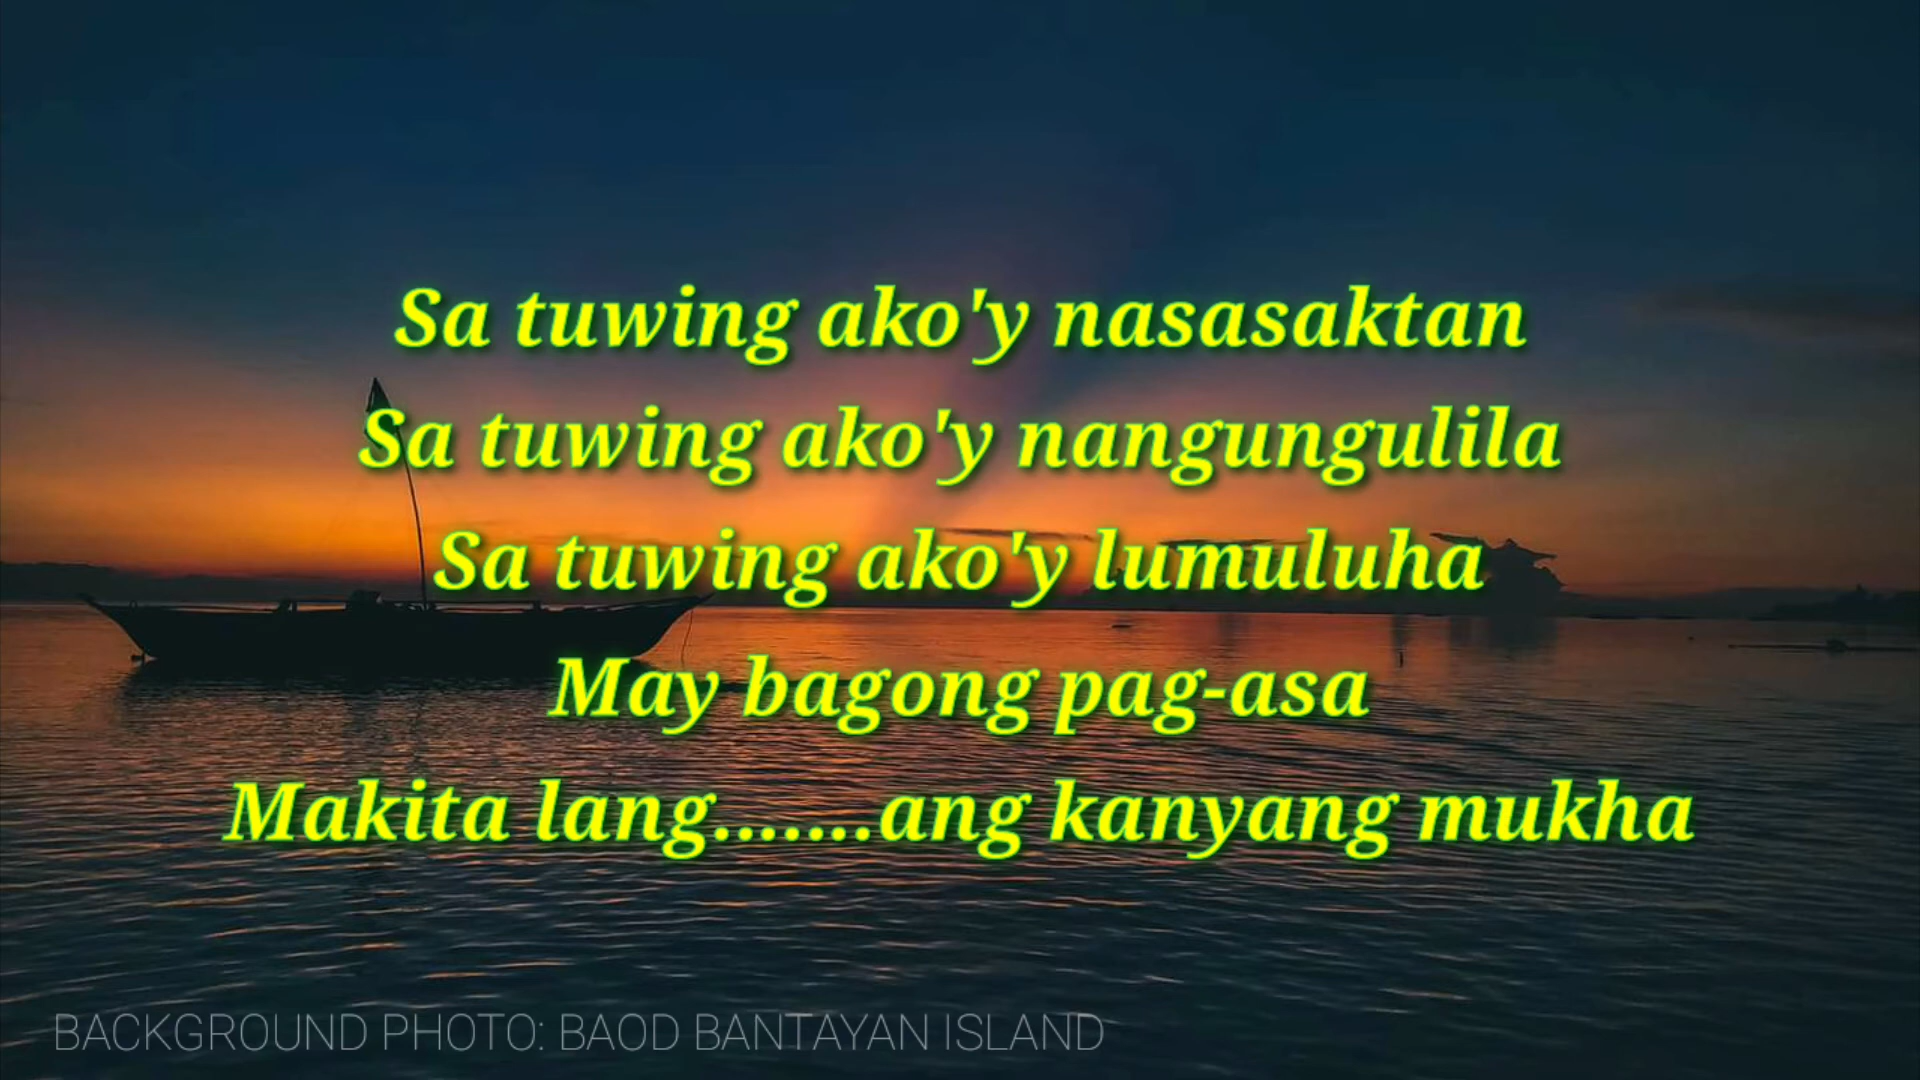 Sa tuwing ako'y nasasaktan
Sa tuwing ako'y nangungulila
Sa tuwing ako'y lumuluha
May bagong pag-asa
Makita lang.......ang kanyang mukha
BACKGROUND PHOTO: BAOD BANTAYAN ISLAND